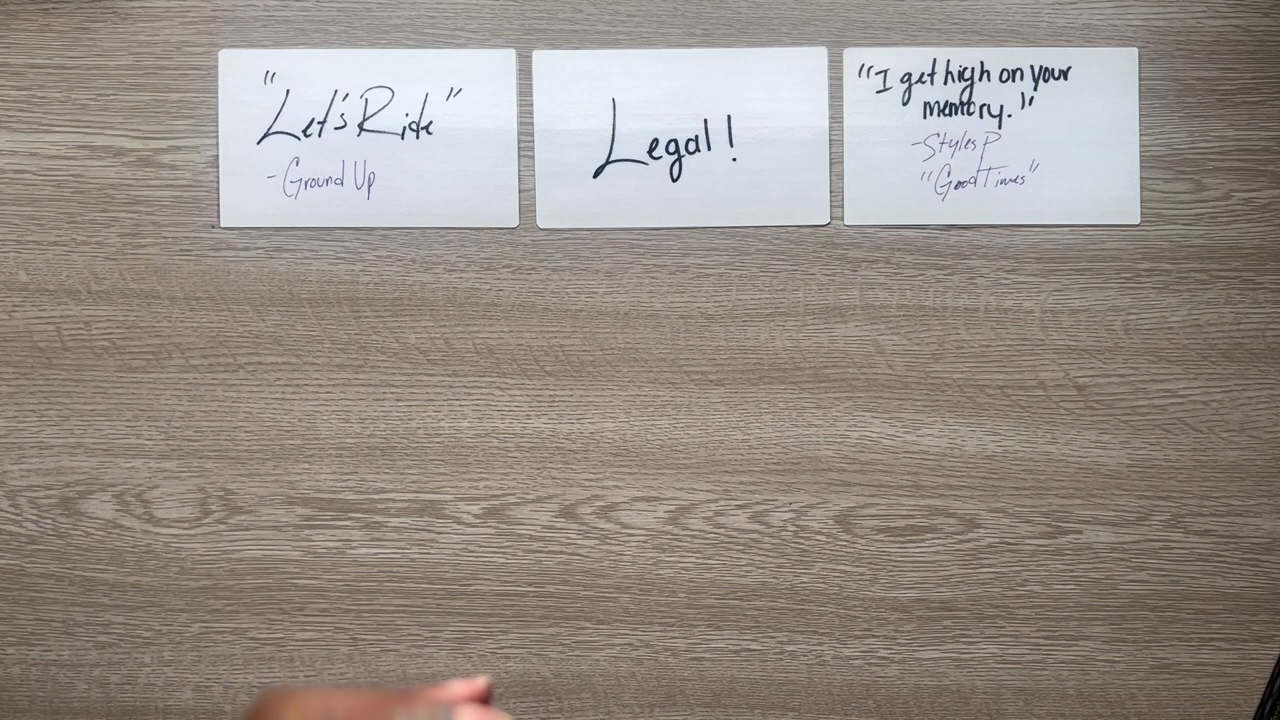 "Let's Ride"
-Ground Up
Legal!
"I get high on your
memory."
-Styles P
"Good Times"